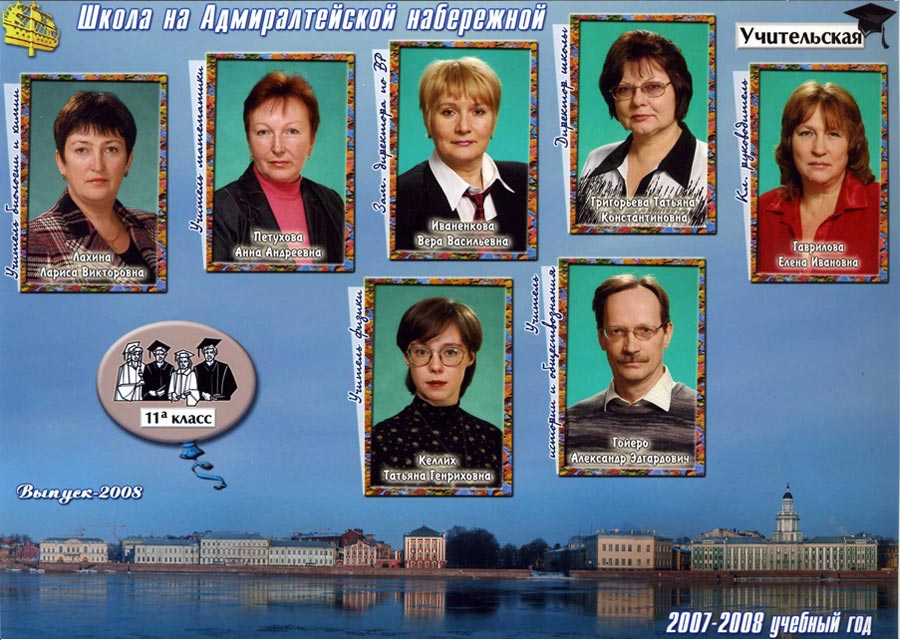 Школа на Адмиралтейской набережной
Учительская
Учитель биологии и химии
Лахина
Лариса Викторовна
Учитель математики
Петухова
Анна Андреевна
Зам. директора по ВР
Иваненкова
Вера Васильевна
Директор школы
Григорьева Татьяна
Константиновна
Кл. руководитель
Гаврилова
Елена Ивановна
Учитель физики
Келлих
Татьяна Генриховна
Учитель
истории и обществознания
Гойеро
Александр Эдгардович
11а класс
Выпуск-2008
2007-2008 учебный год